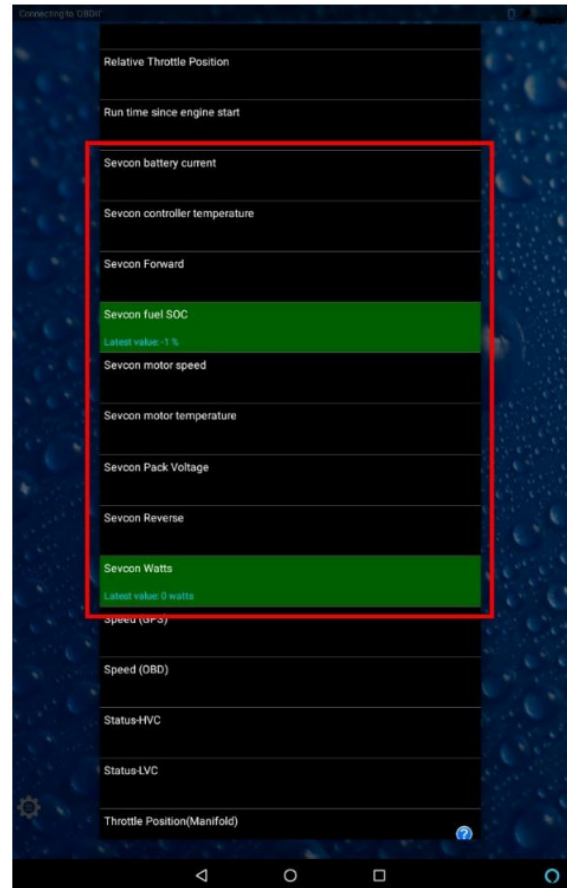 Connecting to 'OBDII'
Relative Throttle Position
Run time since engine start
Sevcon battery current
Sevcon controller temperature
Sevcon Forward
Sevcon fuel SOC
Latest value: -1 %
Sevcon motor speed
Sevcon motor temperature
Sevcon Pack Voltage
Sevcon Reverse
Sevcon Watts
Latest value: 0 watts
Speed (GPS)
Speed (OBD)
Status-HVC
Status-LVC
Throttle Position(Manifold)
?